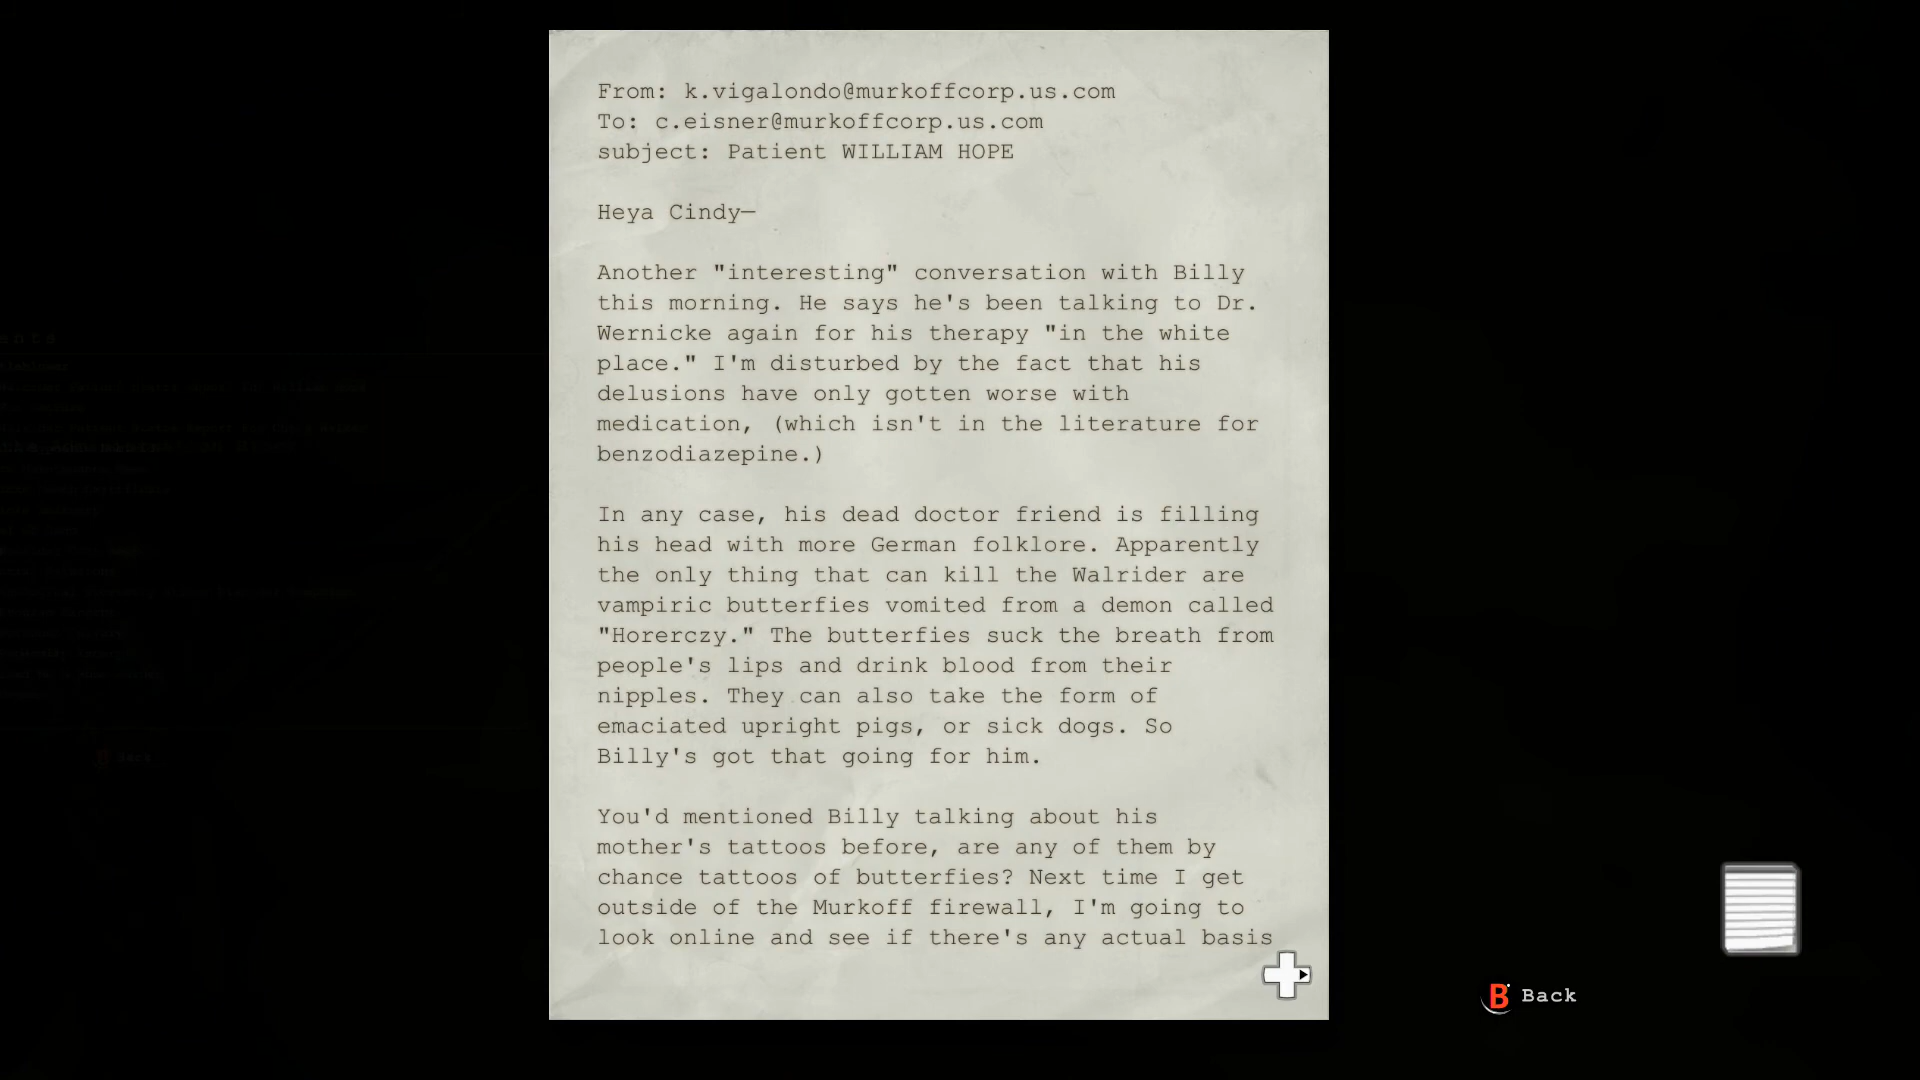 From: k.vigalondo@murkoffcorp.us.com
To: c.eisner@murkoffcorp.us.com
subject: Patient WILLIAM HOPE
Heya Cindy—
Another "interesting" conversation with Billy
this morning. He says he's been talking to Dr.
Wernicke again for his therapy "in the white
place." I'm disturbed by the fact that his
delusions have only gotten worse with
medication, (which isn't in the literature for
benzodiazepine.)
In any case, his dead doctor friend is filling
his head with more German folklore. Apparently
the only thing that can kill the Walrider are
vampiric butterfies vomited from a demon called
"Horerczy." The butterfies suck the breath from
people's lips and drink blood from their
nipples. They can also take the form of
emaciated upright pigs, or sick dogs. So
Billy's got that going for him.
You'd mentioned Billy talking about his
mother's tattoos before, are any of them by
chance tattoos of butterfies? Next time I get
outside of the Murkoff firewall, I'm going to
look online and see if there's any actual basis
B Back